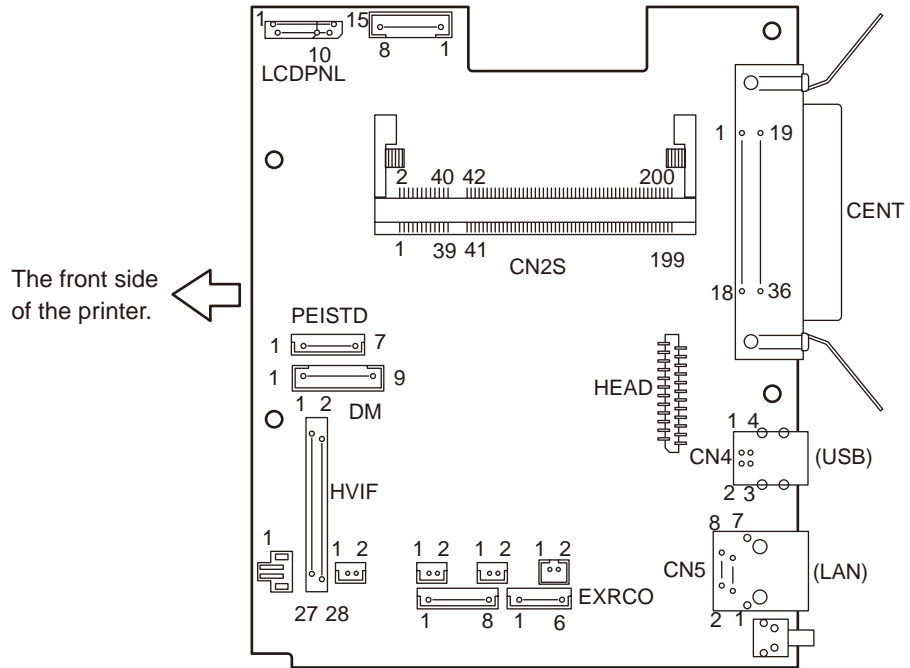 1 15
10 8 1
LCDPNL
1 19
2 40 42 200
CENT
1 39 41 199
CN2S
The front side
of the printer.
18 36
PEISTD
1 7
1 9
HEAD
1 2 DM
1 4
CN4 (USB)
2 3
HVIF
8 7
1
1 2 1 2 1 2 1 2
CN5 (LAN)
EXRCO
27 28 1 8 1 6
2 1